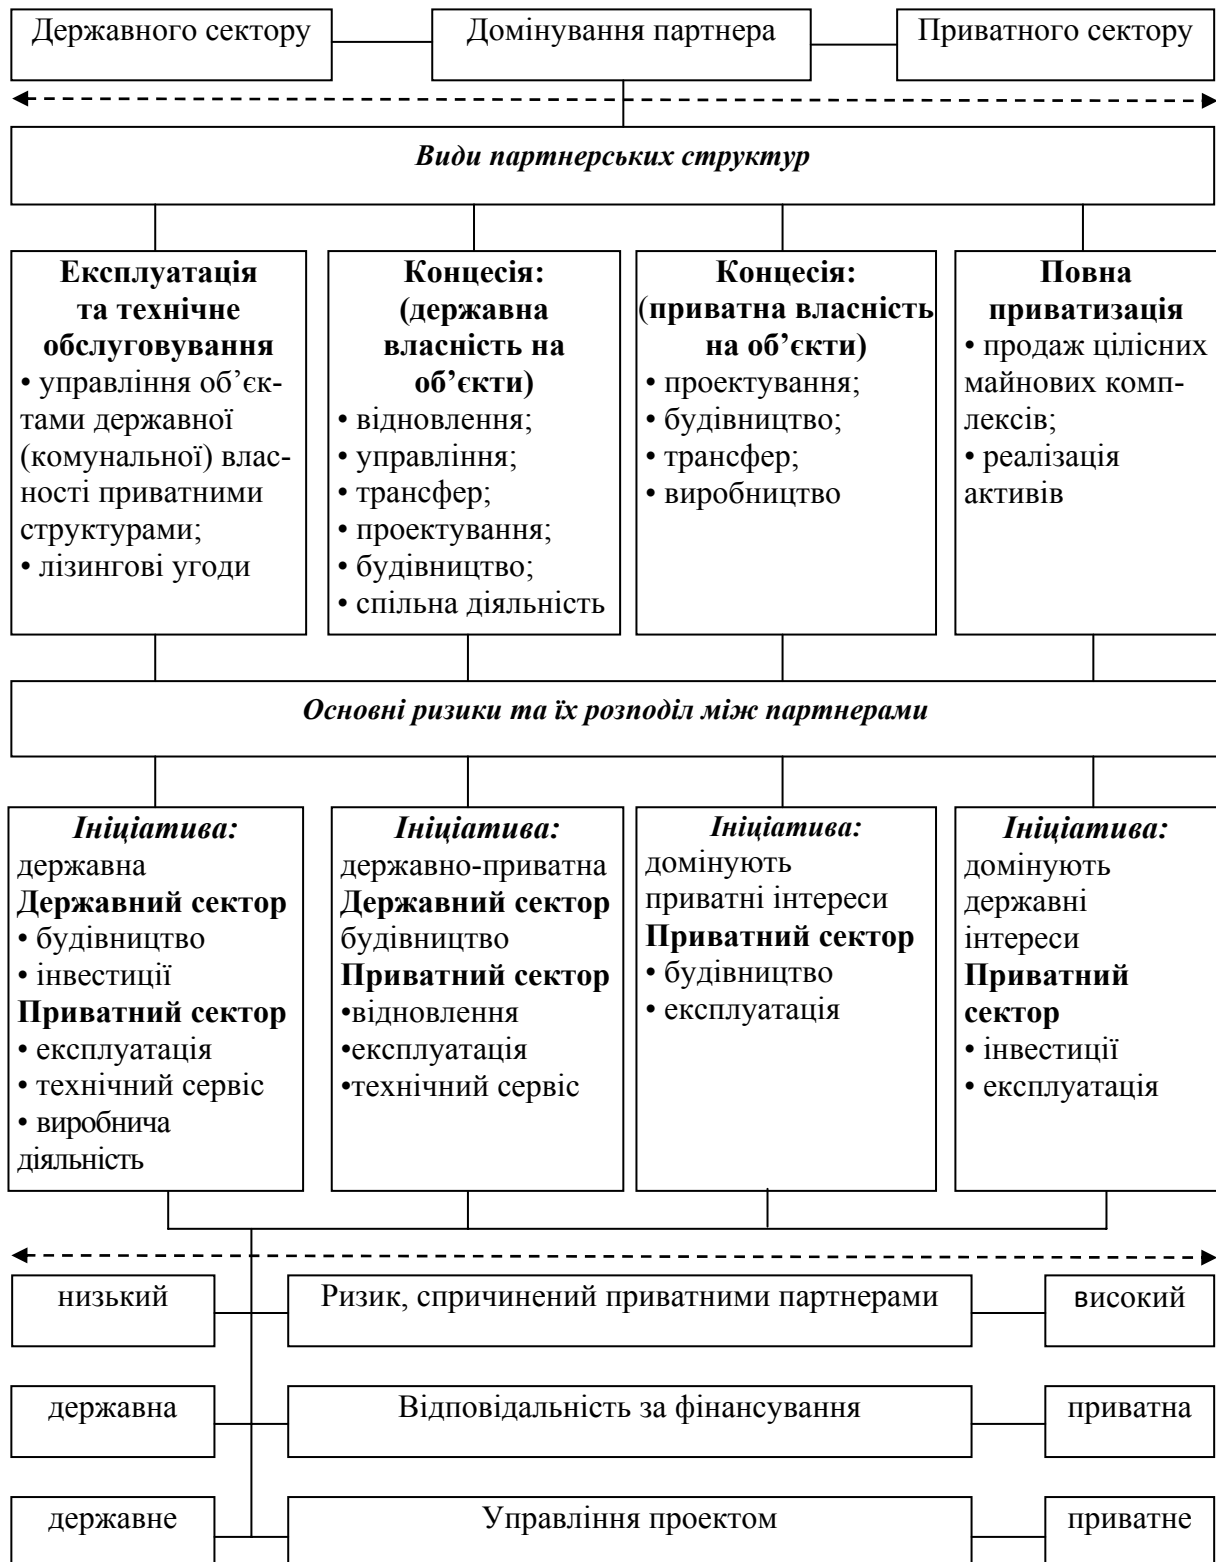 Державного сектору
Домінування партнера
Приватного сектору
Види партнерських структур
Експлуатація
та технічне
обслуговування
• управління об’єк-
тами державної
(комунальної) влас-
ності приватними
структурами;
• лізингові угоди
Концесія:
(державна
власність на
об’єкти)
• відновлення;
• управління;
• трансфер;
• проектування;
• будівництво;
• спільна діяльність
Концесія:
(приватна власність
на об’єкти)
• проектування;
• будівництво;
• трансфер;
• виробництво
Повна
приватизація
• продаж цілісних
майнових комп-
лексів;
• реалізація
активів
Основні ризики та їх розподіл між партнерами
Ініціатива:
державна
Державний сектор
• будівництво
• інвестиції
Приватний сектор
• експлуатація
• технічний сервіс
• виробнича
діяльність
Ініціатива:
державно-приватна
Державний сектор
будівництво
Приватний сектор
•відновлення
•експлуатація
•технічний сервіс
Ініціатива:
домінують
приватні інтереси
Приватний сектор
• будівництво
• експлуатація
Ініціатива:
домінують
державні
інтереси
Приватний
сектор
• інвестиції
• експлуатація
низький
Ризик, спричинений приватними партнерами
високий
державна
Відповідальність за фінансування
приватна
державне
Управління проектом
приватне